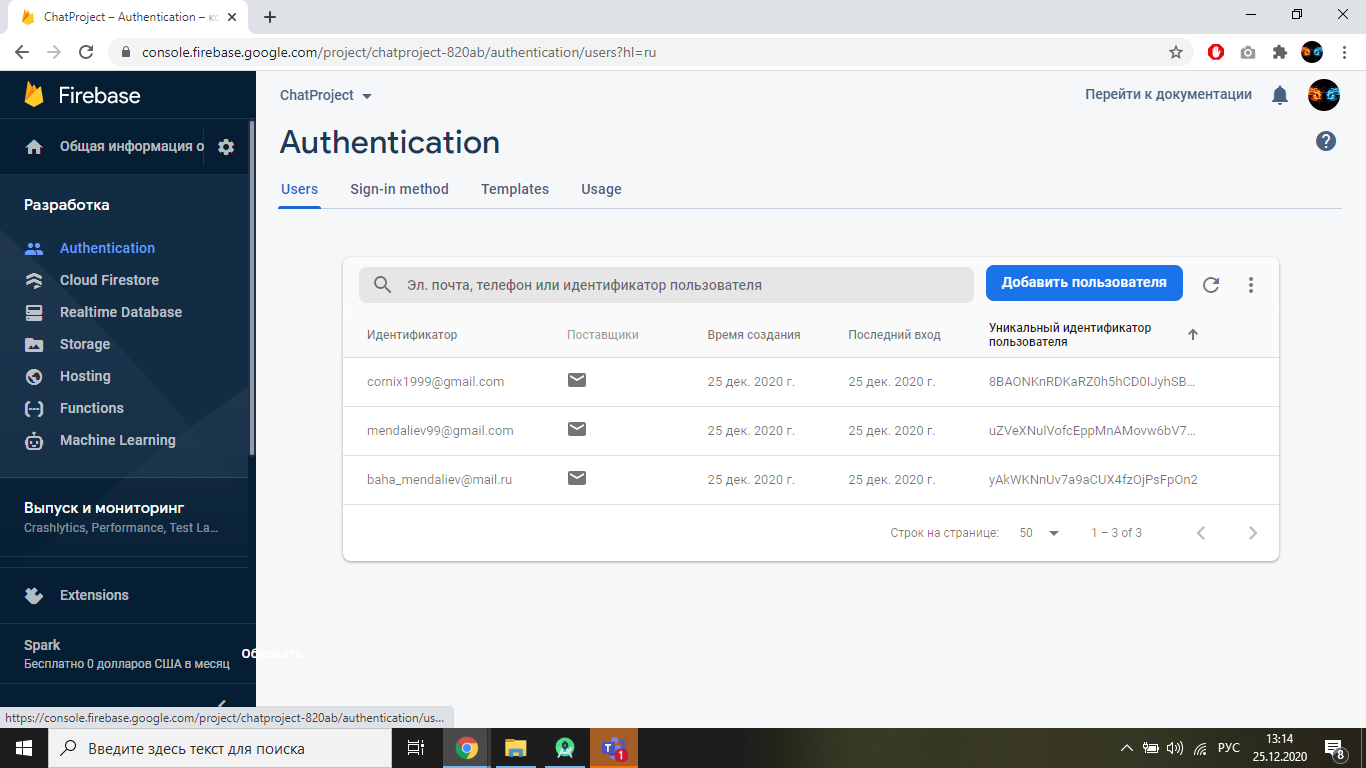 ChatProject – Authentication – ко
console.firebase.google.com/project/chatproject-820ab/authentication/users?hl=ru
Firebase
ChatProject
Перейти к документации
Общая информация о
Authentication
Users
Sign-in method
Templates
Usage
Разработка
Authentication
Cloud Firestore
Realtime Database
Storage
Hosting
Functions
Machine Learning
Выпуск и мониторинг
Crashlytics, Performance, Test La...
Extensions
Spark
Бесплатно 0 долларов США в месяц
Обновить
Эл. почта, телефон или идентификатор пользователя
Добавить пользователя
Идентификатор
Поставщики
Время создания
Последний вход
Уникальный идентификатор
пользователя
cornix1999@gmail.com
25 дек. 2020 г.
25 дек. 2020 г.
8BAONKnRDKaRZ0h5hCD0IJyhSB...
mendaliev99@gmail.com
25 дек. 2020 г.
25 дек. 2020 г.
uZVeXNulVofcEppMnAMovw6bV7...
baha_mendaliev@mail.ru
25 дек. 2020 г.
25 дек. 2020 г.
yAkWKNnUv7a9aCUX4fzOjPsFpOn2
Строк на странице:
50
1 – 3 of 3
https://console.firebase.google.com/project/chatproject-820ab/authentication/us...
Введите здесь текст для поиска
1
РУС
13:14
25.12.2020
8